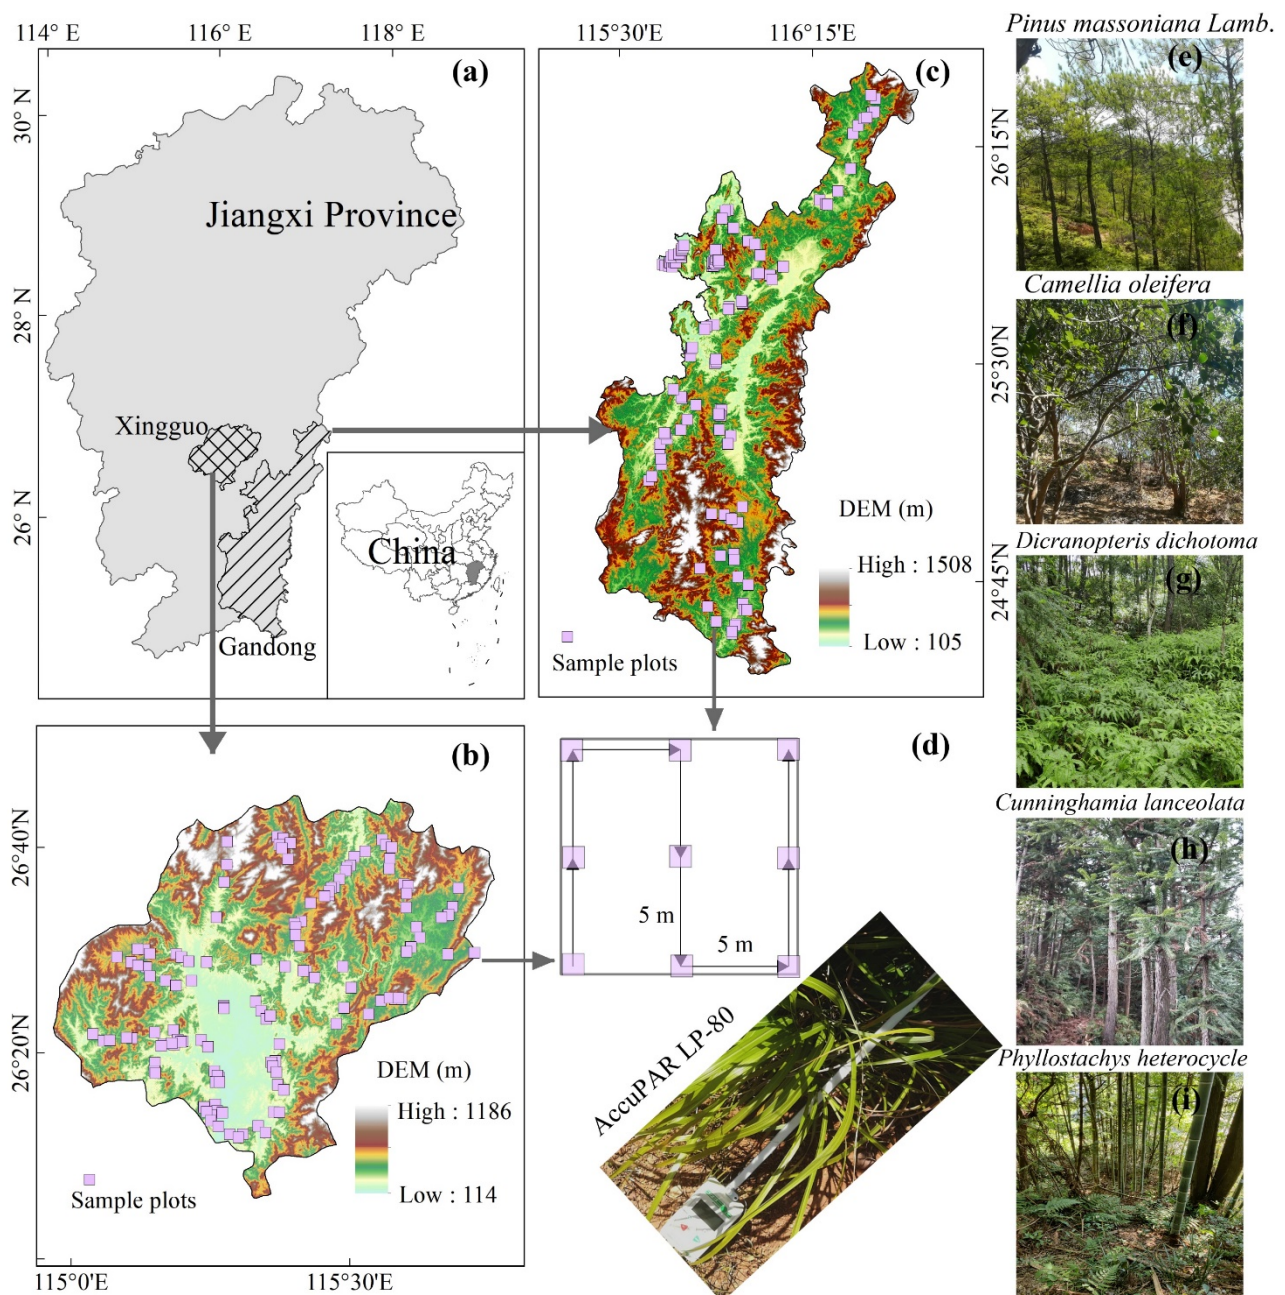 114° E
116° E
118° E
30° N
28° N
26° N
(a)
Jiangxi Province
Xingguo
Gandong
China
115°30'E
116°15'E
(c)
26°15'N
25°30'N
24°45'N
DEM (m)
High : 1508
Low : 105
Sample plots
Pinus massoniana Lamb.
(e)
Camellia oleifera
(f)
Dicranopteris dichotoma
(g)
Cunninghamia lanceolata
(h)
Phyllostachys heterocycle
(i)
(b)
26°40'N
26°20'N
DEM (m)
High : 1186
Low : 114
Sample plots
115°0'E
115°30'E
(d)
5 m
5 m
AccuPAR LP-80